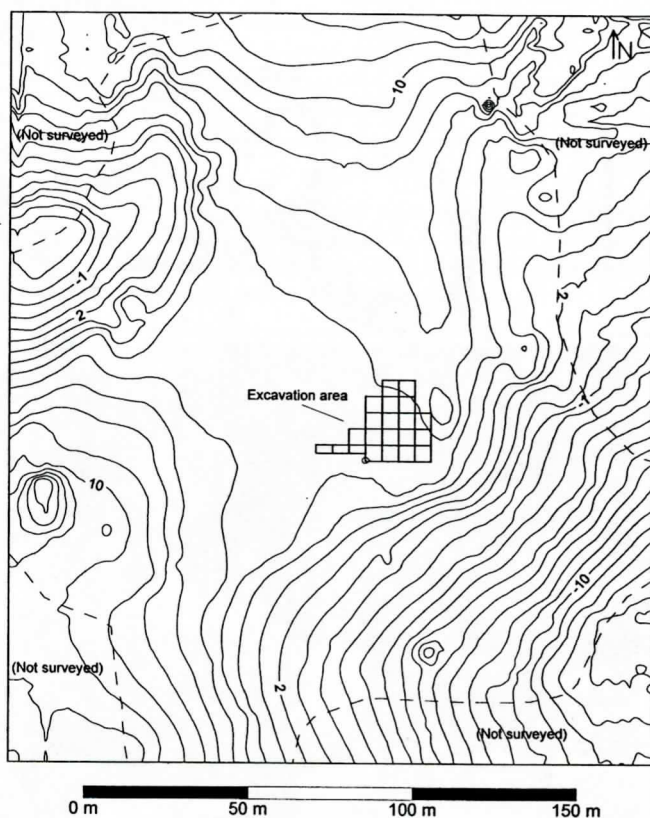 N
10
(Not surveyed)
(Not surveyed)
-1
2
2
-1
Excavation area
10
-10
(Not surveyed)
2
(Not surveyed)
0 m 50 m 100 m 150 m